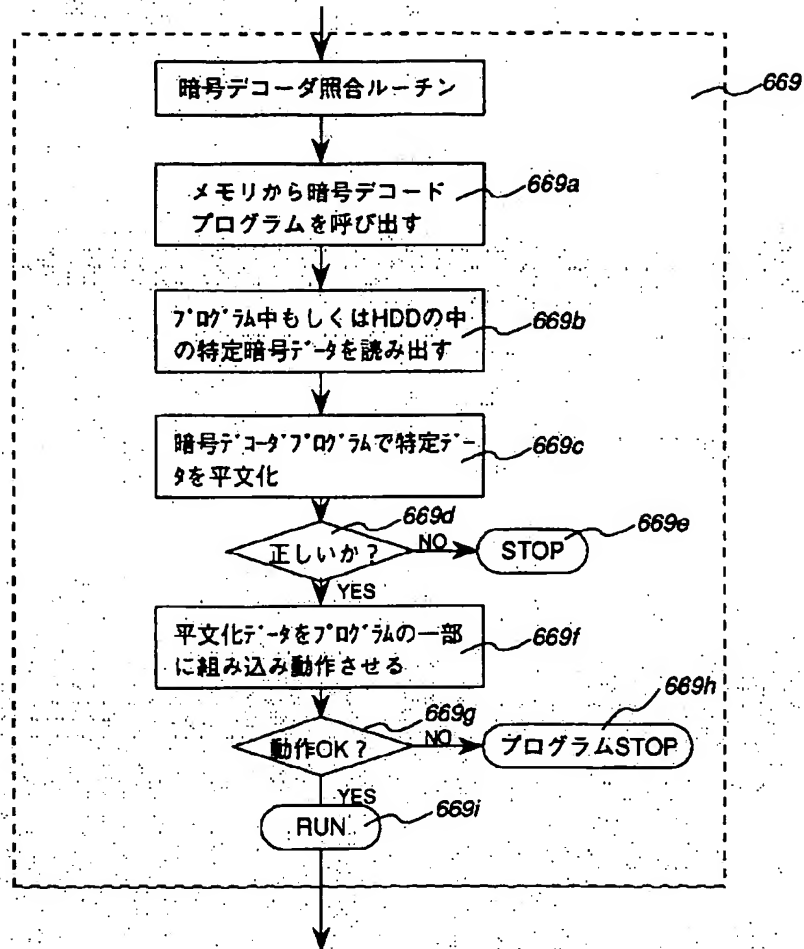 暗号デコーダ照合ルーチン
669
メモリから暗号デコード
プログラムを呼び出す
669a
プログラム中もしくはHDDの中
の特定暗号データを読み出す
669b
暗号デコーダプログラムで特定デー
タを平文化
669c
669d
正しいか?
NO
STOP
669e
YES
平文化データをプログラムの一部
に組み込み動作させる
669f
669g
動作OK?
NO
プログラムSTOP
669h
YES
RUN
669i